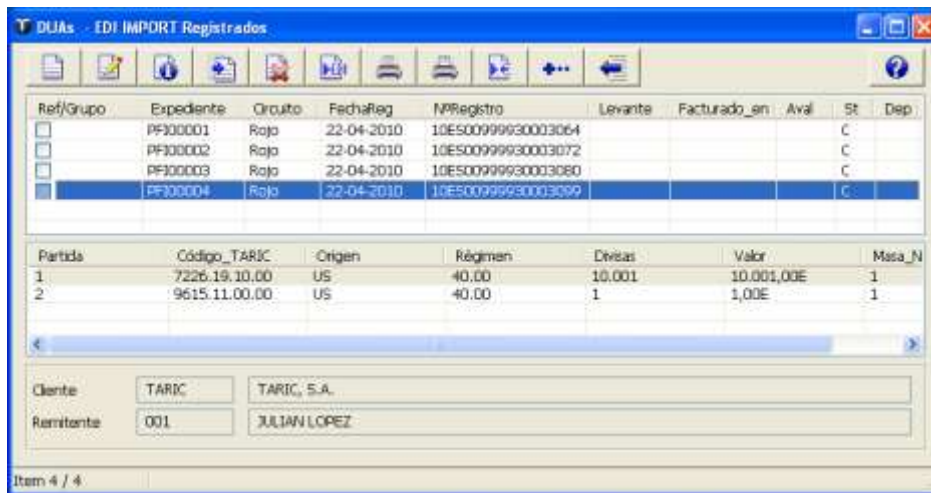 DUAs - EDI IMPORT Registrados
Ref/Grupo Expediente Circuito FechaReg NºRegistro Levante Facturado_en Aval St Dep
PFI00001 Rojo 22-04-2010 10ES00999930003064 C
PFI00002 Rojo 22-04-2010 10ES00999930003072 C
PFI00003 Rojo 22-04-2010 10ES00999930003080 C
PFI00004 Rojo 22-04-2010 10ES00999930003099 C
Partida Código_TARIC Origen Régimen Divisas Valor Masa_N
1 7226.19.10.00 US 40.00 10.001 10.001,00E 1
2 9615.11.00.00 US 40.00 1 1,00E 1
Cliente TARIC TARIC, S.A.
Remitente 001 JULIAN LOPEZ
Item 4 / 4